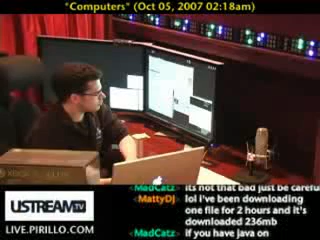 *Computers* (Oct 05, 2007 02:18am)
USTREAM TV
LIVE.PIRILLO.COM
<MadCatz> its not that bad just be careful
<MattyDJ> lol i've been downloading
one file for 2 hours and it's
downloaded 236mb
<MadCatz> if you have java on